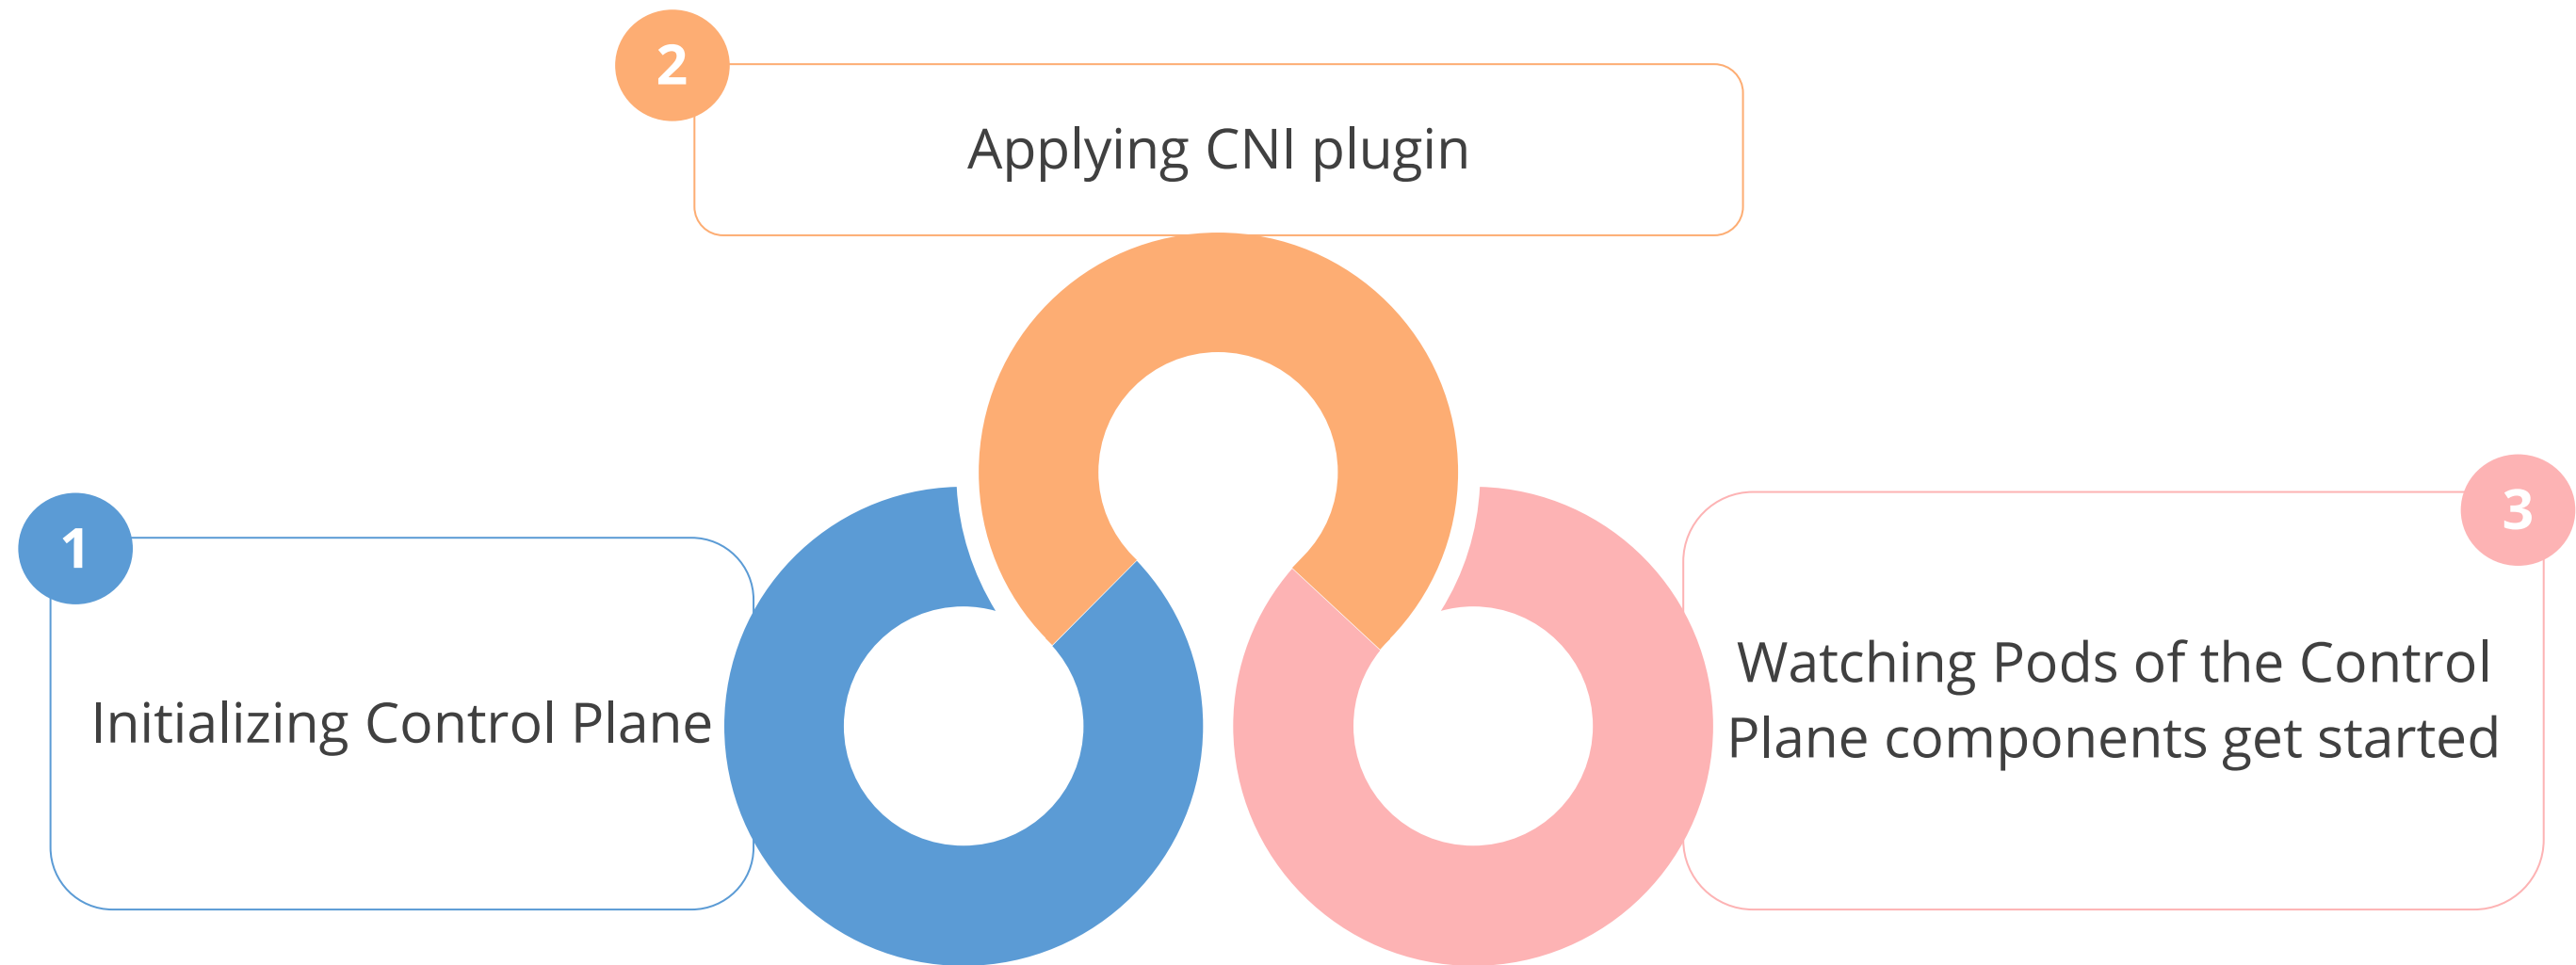 1
Initializing Control Plane
2
Applying CNI plugin
3
Watching Pods of the Control
Plane components get started